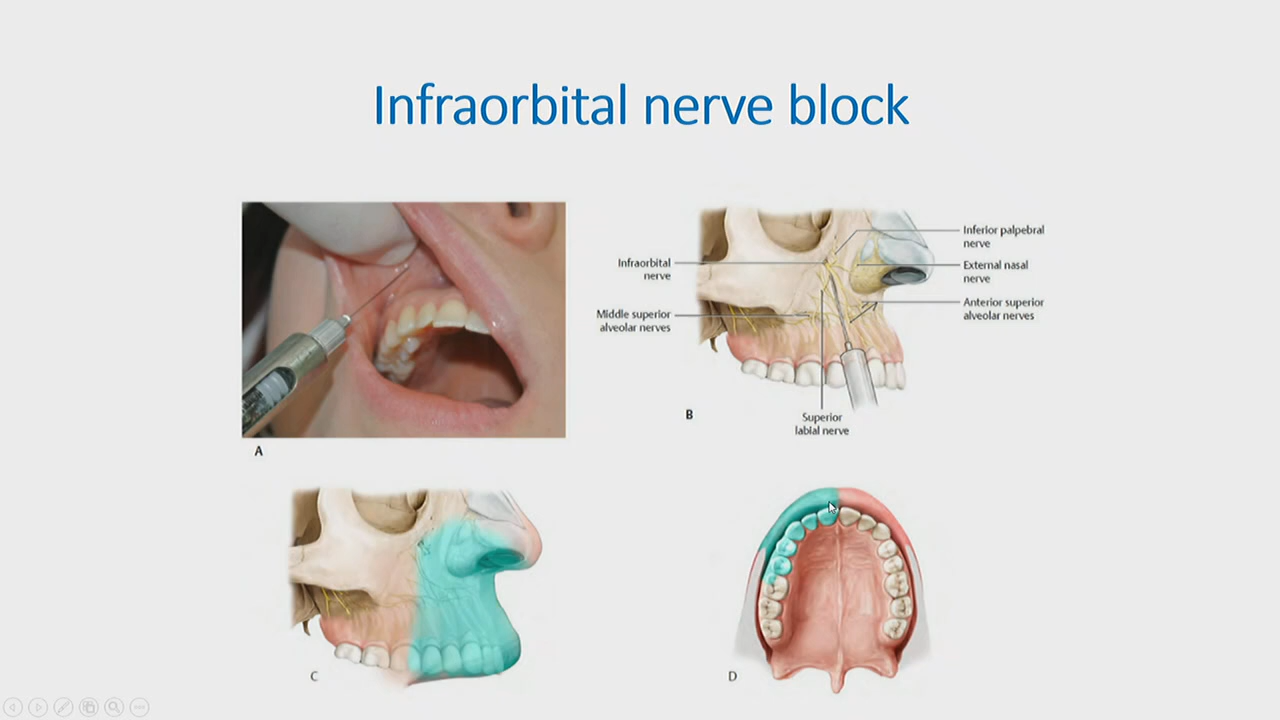 Infraorbital nerve block
Infraorbital
nerve
Middle superior
alveolar nerves
Inferior palpebral
nerve
External nasal
nerve
Anterior superior
alveolar nerves
Superior
labial nerve
A
B
C
D